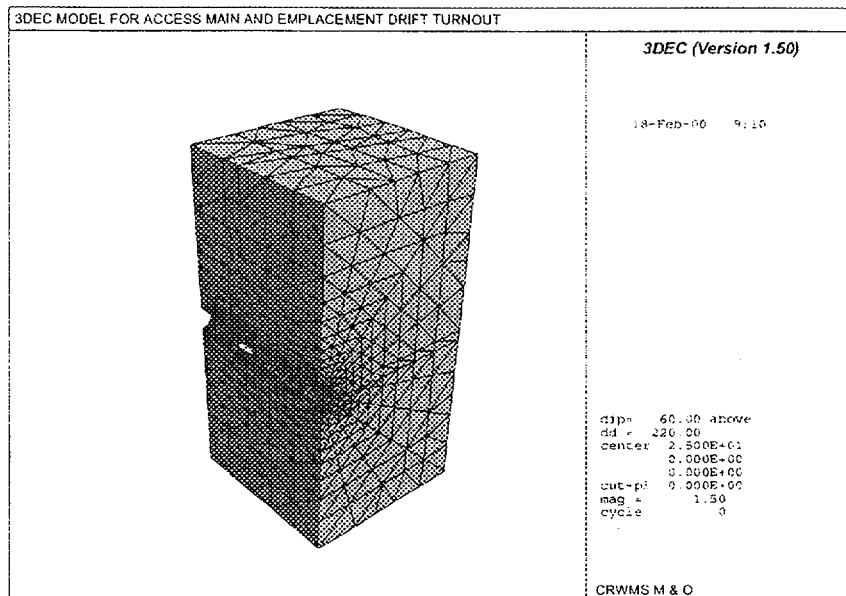 3DEC MODEL FOR ACCESS MAIN AND EMPLACEMENT DRIFT TURNOUT
3DEC (Version 1.50)
18-Feb-00 9:10
dip= 60.00 above
dd = 220.00
center 2.500E+01
0.000E+00
0.000E+00
cut-pl 0.000E+00
mag = 1.50
cycle 0
CRWMS M & O